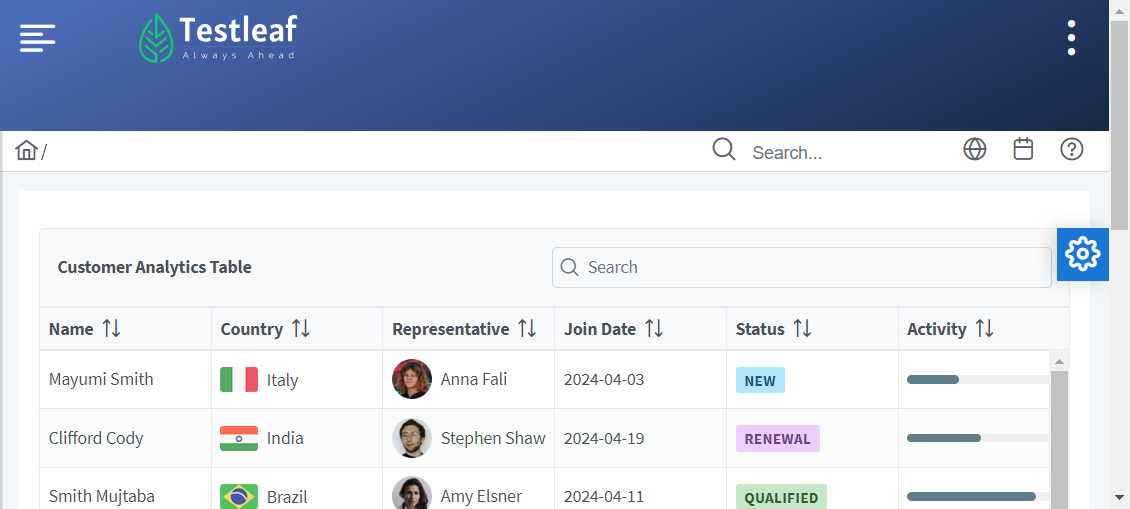 Testleaf
Always Ahead
/
Search...
Customer Analytics Table
Search
Name Country Representative Join Date Status Activity
Mayumi Smith Italy Anna Fali 2024-04-03 NEW
Clifford Cody India Stephen Shaw 2024-04-19 RENEWAL
Smith Mujtaba Brazil Amy Elsner 2024-04-11 QUALIFIED